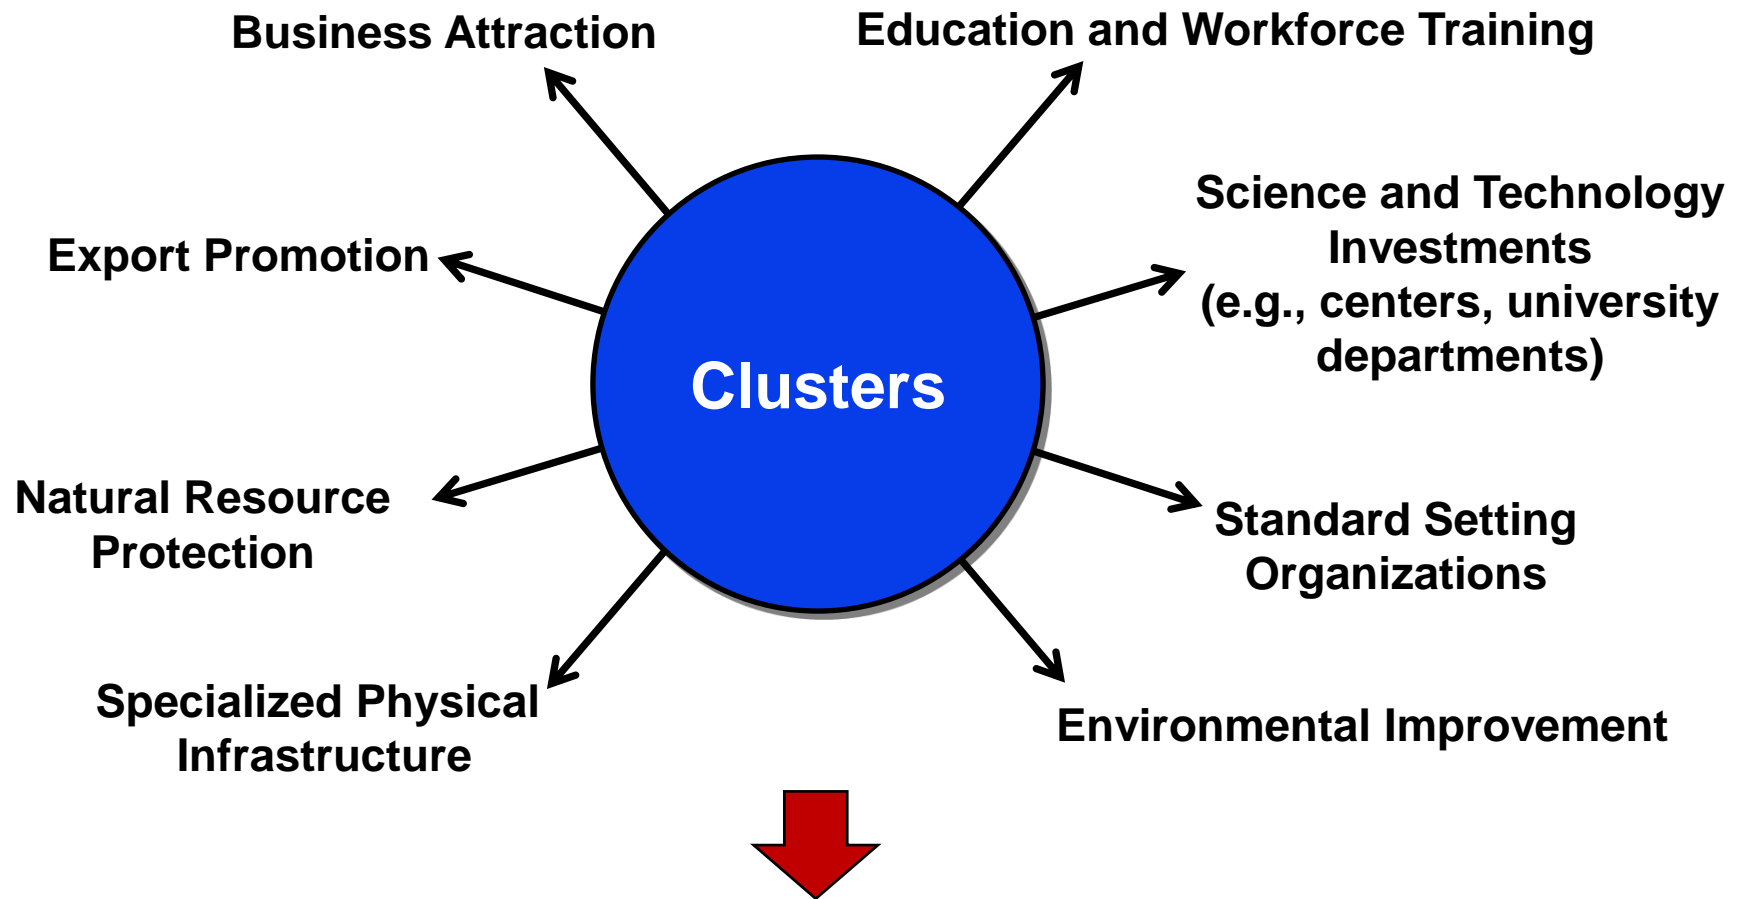 Business Attraction
Education and Workforce Training
Science and Technology
Investments
(e.g., centers, university
departments)
Export Promotion
Clusters
Natural Resource
Protection
Standard Setting
Organizations
Specialized Physical
Infrastructure
Environmental Improvement